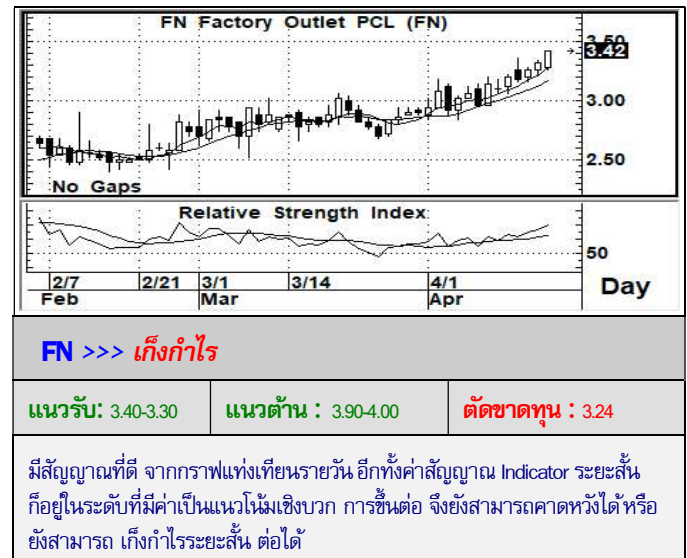 FN Factory Outlet PCL (FN)
3.50
3.42
3.00
2.50
No Gaps
Relative Strength Index
50
2/7 2/21 3/1 3/14 4/1
Feb Mar Apr
Day
FN >>> เก็งกำไร
แนวรับ: 3.40-3.30 แนวต้าน : 3.90-4.00 ตัดขาดทุน : 3.24
มีสัญญาณที่ดี จากกราฟแท่งเทียนรายวัน อีกทั้งค่าสัญญาณ Indicator ระยะสั้น
ก็อยู่ในระดับที่มีค่าเป็นแนวโน้มเชิงบวก การขึ้นต่อ จึงยังสามารถคาดหวังได้ หรือ
ยังสามารถ เก็งกำไรระยะสั้น ต่อได้